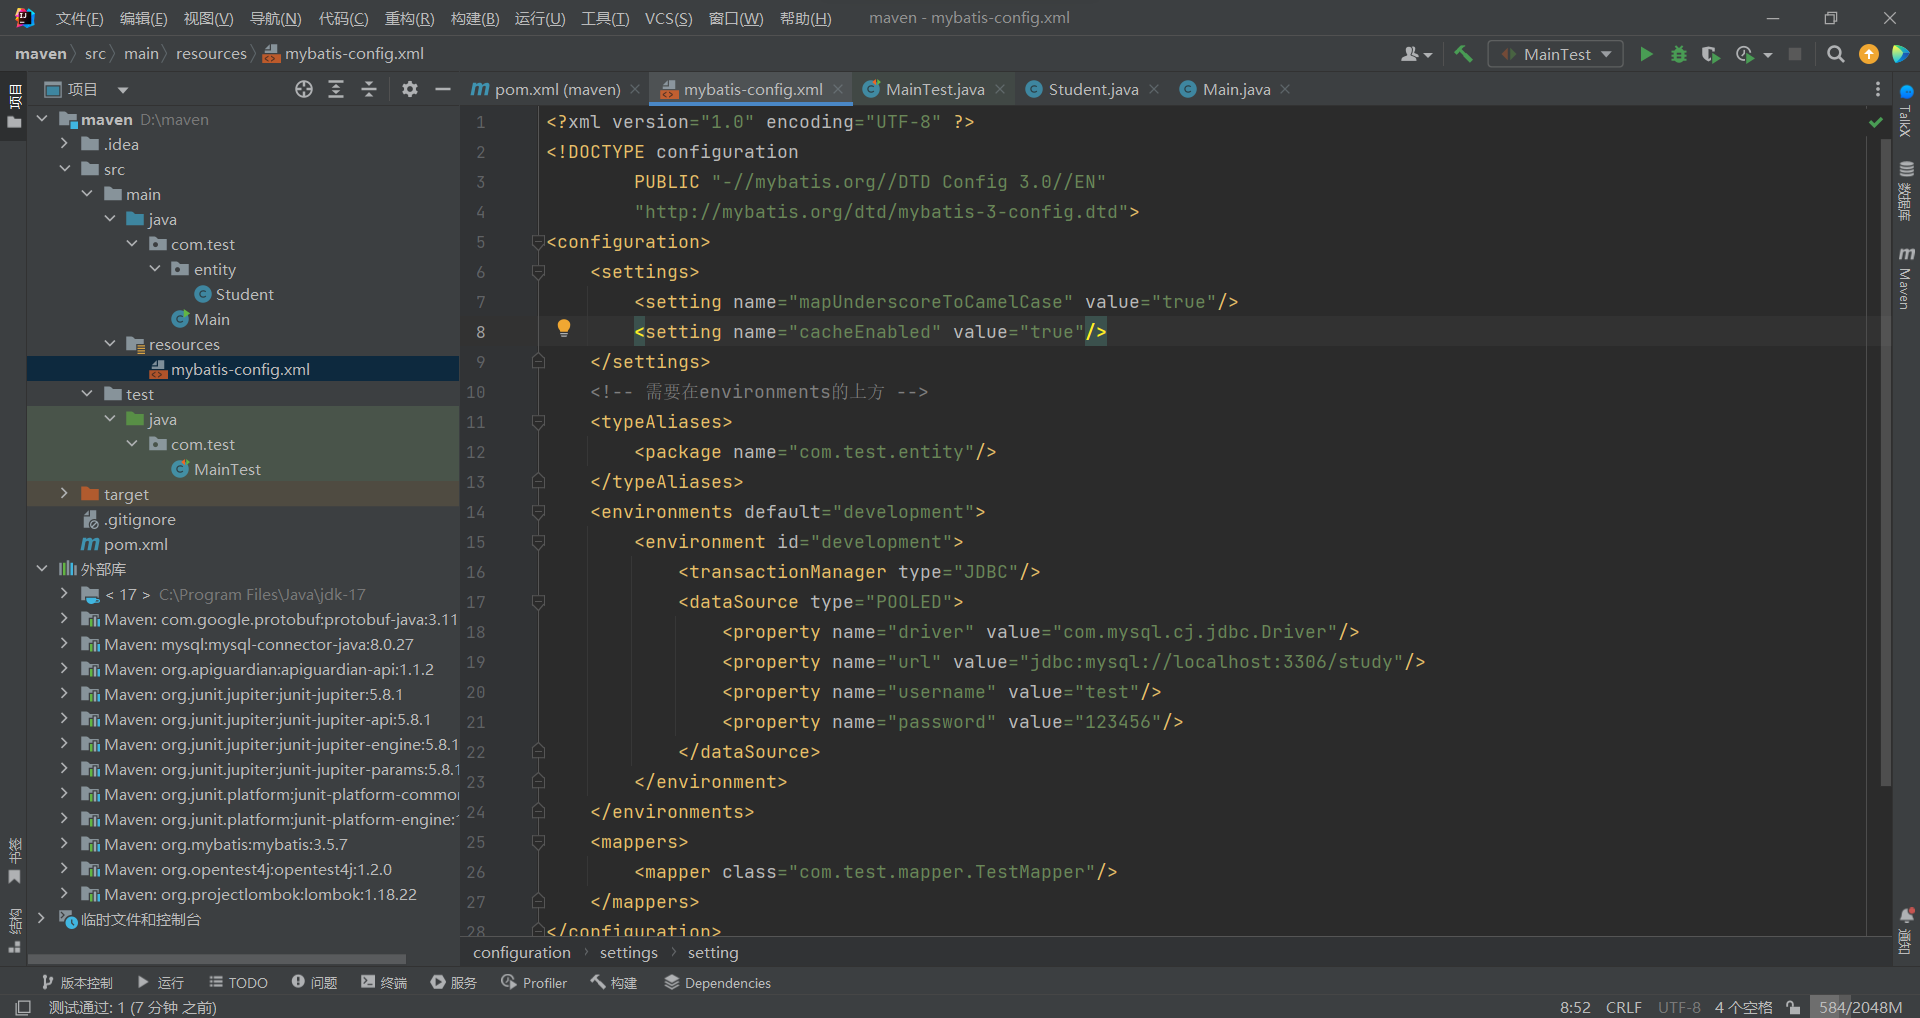 文件(F) 编辑(E) 视图(V) 导航(N) 代码(C) 重构(R) 构建(B) 运行(U) 工具(T) VCS(S) 窗口(W) 帮助(H) maven - mybatis-config.xml
maven src main resources mybatis-config.xml MainTest
项目 pom.xml (maven) mybatis-config.xml MainTest.java Student.java Main.java
项目
maven D:\maven
.idea
src
main
java
com.test
entity
Student
Main
resources
mybatis-config.xml
test
java
com.test
MainTest
target
.gitignore
pom.xml
外部库
< 17 > C:\Program Files\Java\jdk-17
Maven: com.google.protobuf:protobuf-java:3.11
Maven: mysql:mysql-connector-java:8.0.27
Maven: org.apiguardian:apiguardian-api:1.1.2
Maven: org.junit.jupiter:junit-jupiter:5.8.1
Maven: org.junit.jupiter:junit-jupiter-api:5.8.1
Maven: org.junit.jupiter:junit-jupiter-engine:5.8.1
Maven: org.junit.jupiter:junit-jupiter-params:5.8.1
Maven: org.junit.platform:junit-platform-common
Maven: org.junit.platform:junit-platform-engine:
Maven: org.mybatis:mybatis:3.5.7
Maven: org.opentest4j:opentest4j:1.2.0
Maven: org.projectlombok:lombok:1.18.22
临时文件和控制台
书签
结构
1 <?xml version="1.0" encoding="UTF-8" ?>
2 <!DOCTYPE configuration
3 PUBLIC "-//mybatis.org//DTD Config 3.0//EN"
4 "http://mybatis.org/dtd/mybatis-3-config.dtd">
5 <configuration>
6 <settings>
7 <setting name="mapUnderscoreToCamelCase" value="true"/>
8 <setting name="cacheEnabled" value="true"/>
9 </settings>
10 <!-- 需要在environments的上方 -->
11 <typeAliases>
12 <package name="com.test.entity"/>
13 </typeAliases>
14 <environments default="development">
15 <environment id="development">
16 <transactionManager type="JDBC"/>
17 <dataSource type="POOLED">
18 <property name="driver" value="com.mysql.cj.jdbc.Driver"/>
19 <property name="url" value="jdbc:mysql://localhost:3306/study"/>
20 <property name="username" value="test"/>
21 <property name="password" value="123456"/>
22 </dataSource>
23 </environment>
24 </environments>
25 <mappers>
26 <mapper class="com.test.mapper.TestMapper"/>
27 </mappers>
28 </configuration>
TalkX
数据库
m Maven
通知
configuration settings setting
版本控制 运行 TODO 问题 终端 服务 Profiler 构建 Dependencies
测试通过: 1 (7 分钟 之前) 8:52 CRLF UTF-8 4 个空格 584/2048M